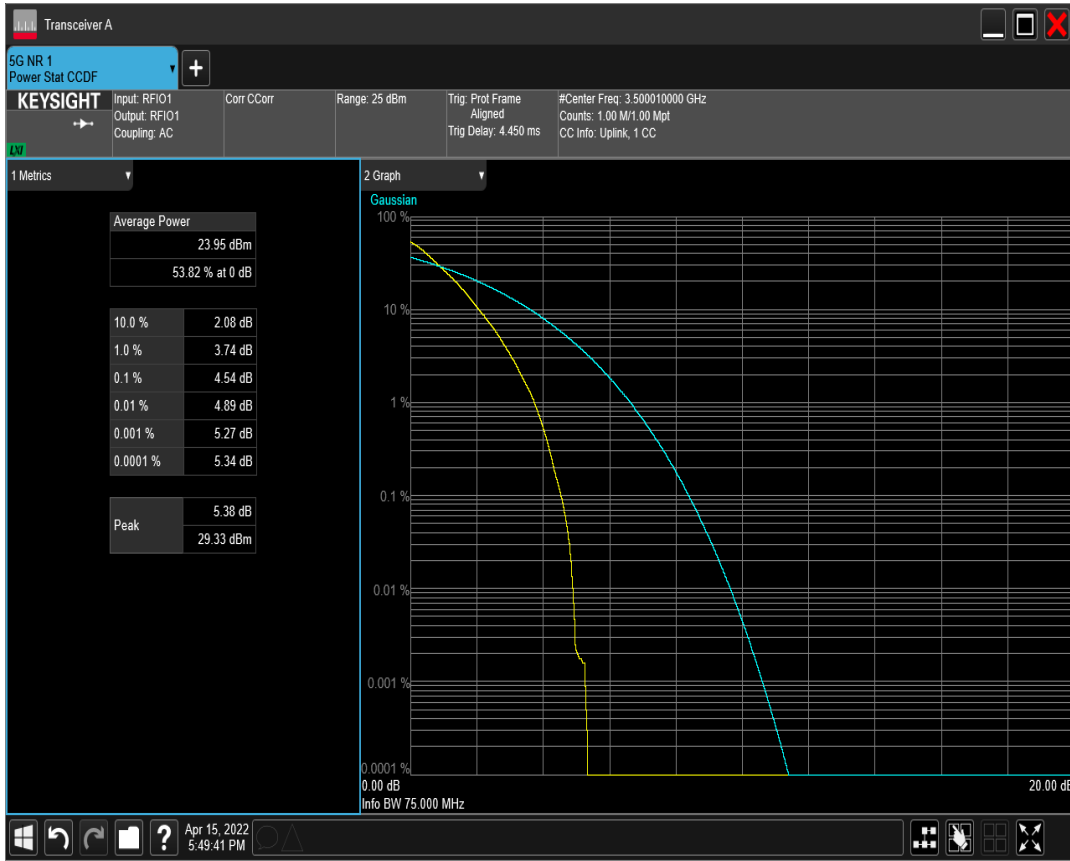 Transceiver A
5G NR 1
Power Stat CCDF
+
KEYSIGHT
LXI
Input: RFIO1
Output: RFIO1
Coupling: AC
Corr CCorr
Range: 25 dBm
Trig: Prot Frame
Aligned
Trig Delay: 4.450 ms
#Center Freq: 3.500010000 GHz
Counts: 1.00 M/1.00 Mpt
CC Info: Uplink, 1 CC
1 Metrics
Average Power
23.95 dBm
53.82 % at 0 dB
10.0 % 2.08 dB
1.0 % 3.74 dB
0.1 % 4.54 dB
0.01 % 4.89 dB
0.001 % 5.27 dB
0.0001 % 5.34 dB
Peak
5.38 dB
29.33 dBm
2 Graph
Gaussian
100 %
10 %
1 %
0.1 %
0.01 %
0.001 %
0.0001 %
0.00 dB
20.00 dB
Info BW 75.000 MHz
?
Apr 15, 2022
5:49:41 PM